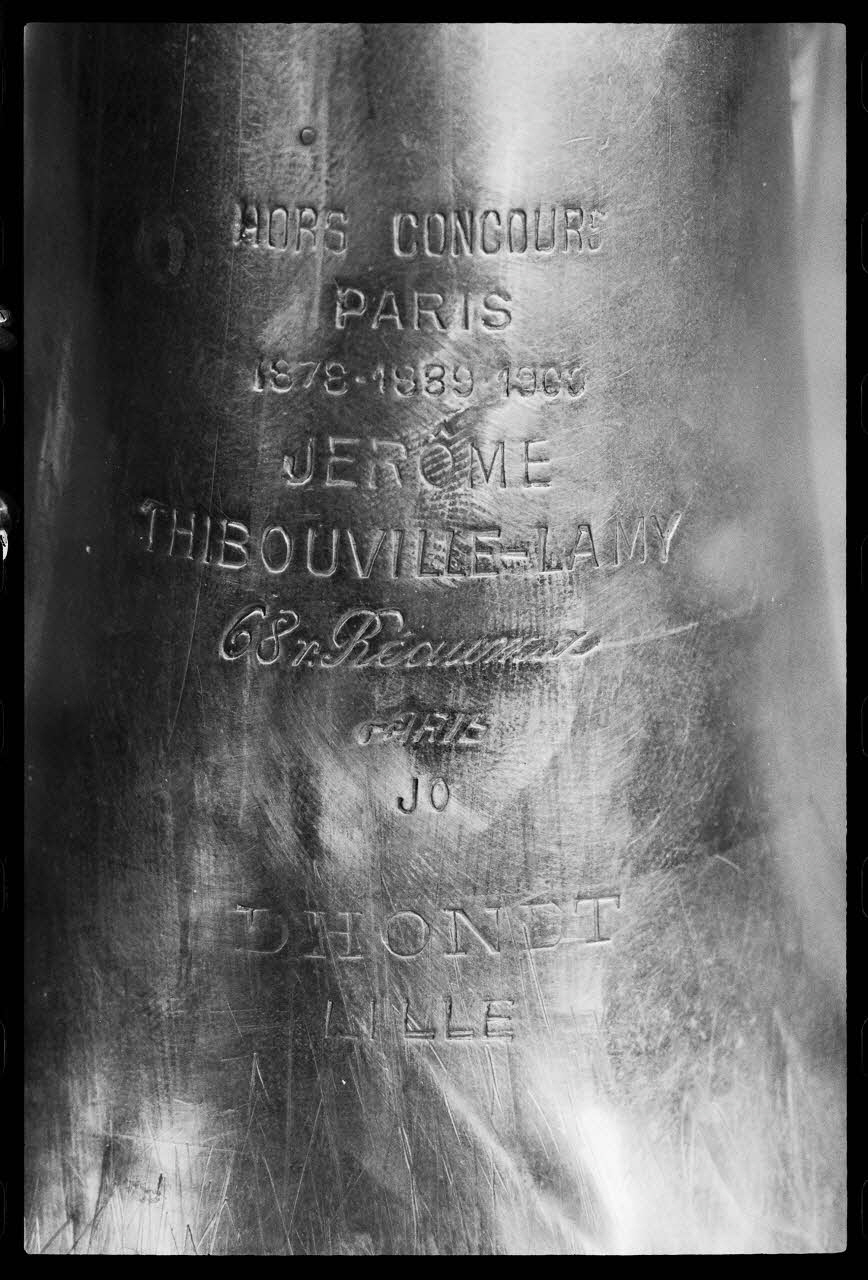 HORS CONCOURS
PARIS
1878-1889-1900
JERÔME
THIBOUVILLE-LAMY
68 r. Réaumur
PARIS
JO
DHONDT
LILLE